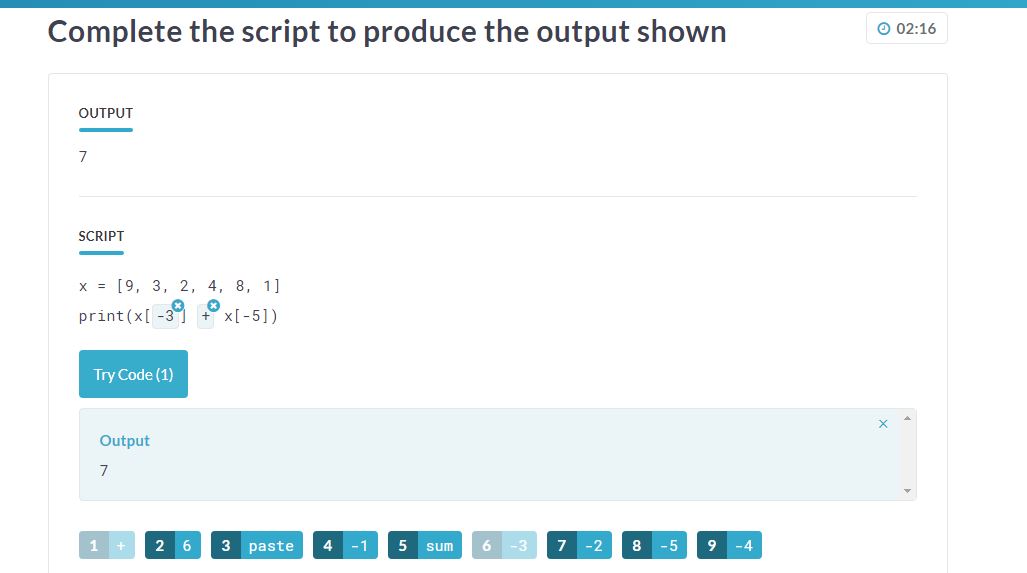 Complete the script to produce the output shown
02:16
OUTPUT
7
SCRIPT
x = [9, 3, 2, 4, 8, 1]
print(x[-3] + x[-5])
Try Code (1)
Output
7
1 + 2 6 3 paste 4 -1 5 sum 6 -3 7 -2 8 -5 9 -4